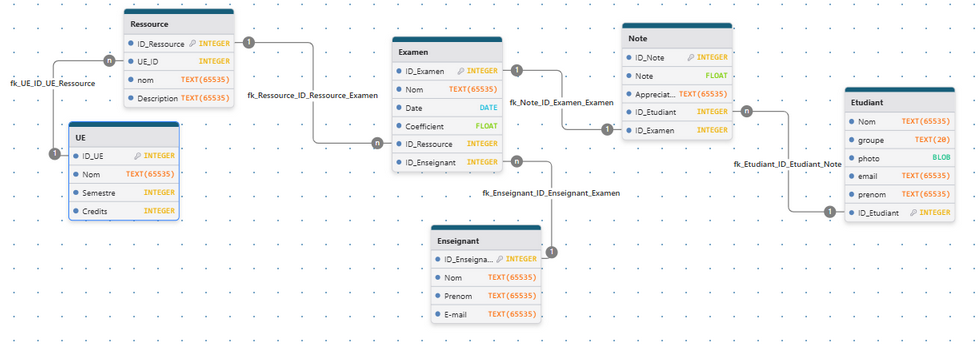 Ressource
ID_Ressource INTEGER
UE_ID INTEGER
nom TEXT(65535)
Description TEXT(65535)
1
n
fk_UE_ID_UE_Ressource
1
UE
ID_UE INTEGER
Nom TEXT(65535)
Semestre INTEGER
Credits INTEGER
fk_Ressource_ID_Ressource_Examen
n
Examen
ID_Examen INTEGER
Nom TEXT(65535)
Date DATE
Coefficient FLOAT
ID_Ressource INTEGER
ID_Enseignant INTEGER
1
fk_Note_ID_Examen_Examen
1
n
fk_Enseignant_ID_Enseignant_Examen
1
Enseignant
ID_Enseigna... INTEGER
Nom TEXT(65535)
Prenom TEXT(65535)
E-mail TEXT(65535)
Note
ID_Note INTEGER
Note FLOAT
Appreciat... TEXT(65535)
ID_Etudiant INTEGER
ID_Examen INTEGER
n
fk_Etudiant_ID_Etudiant_Note
1
Etudiant
Nom TEXT(65535)
groupe TEXT(20)
photo BLOB
email TEXT(65535)
prenom TEXT(65535)
ID_Etudiant INTEGER